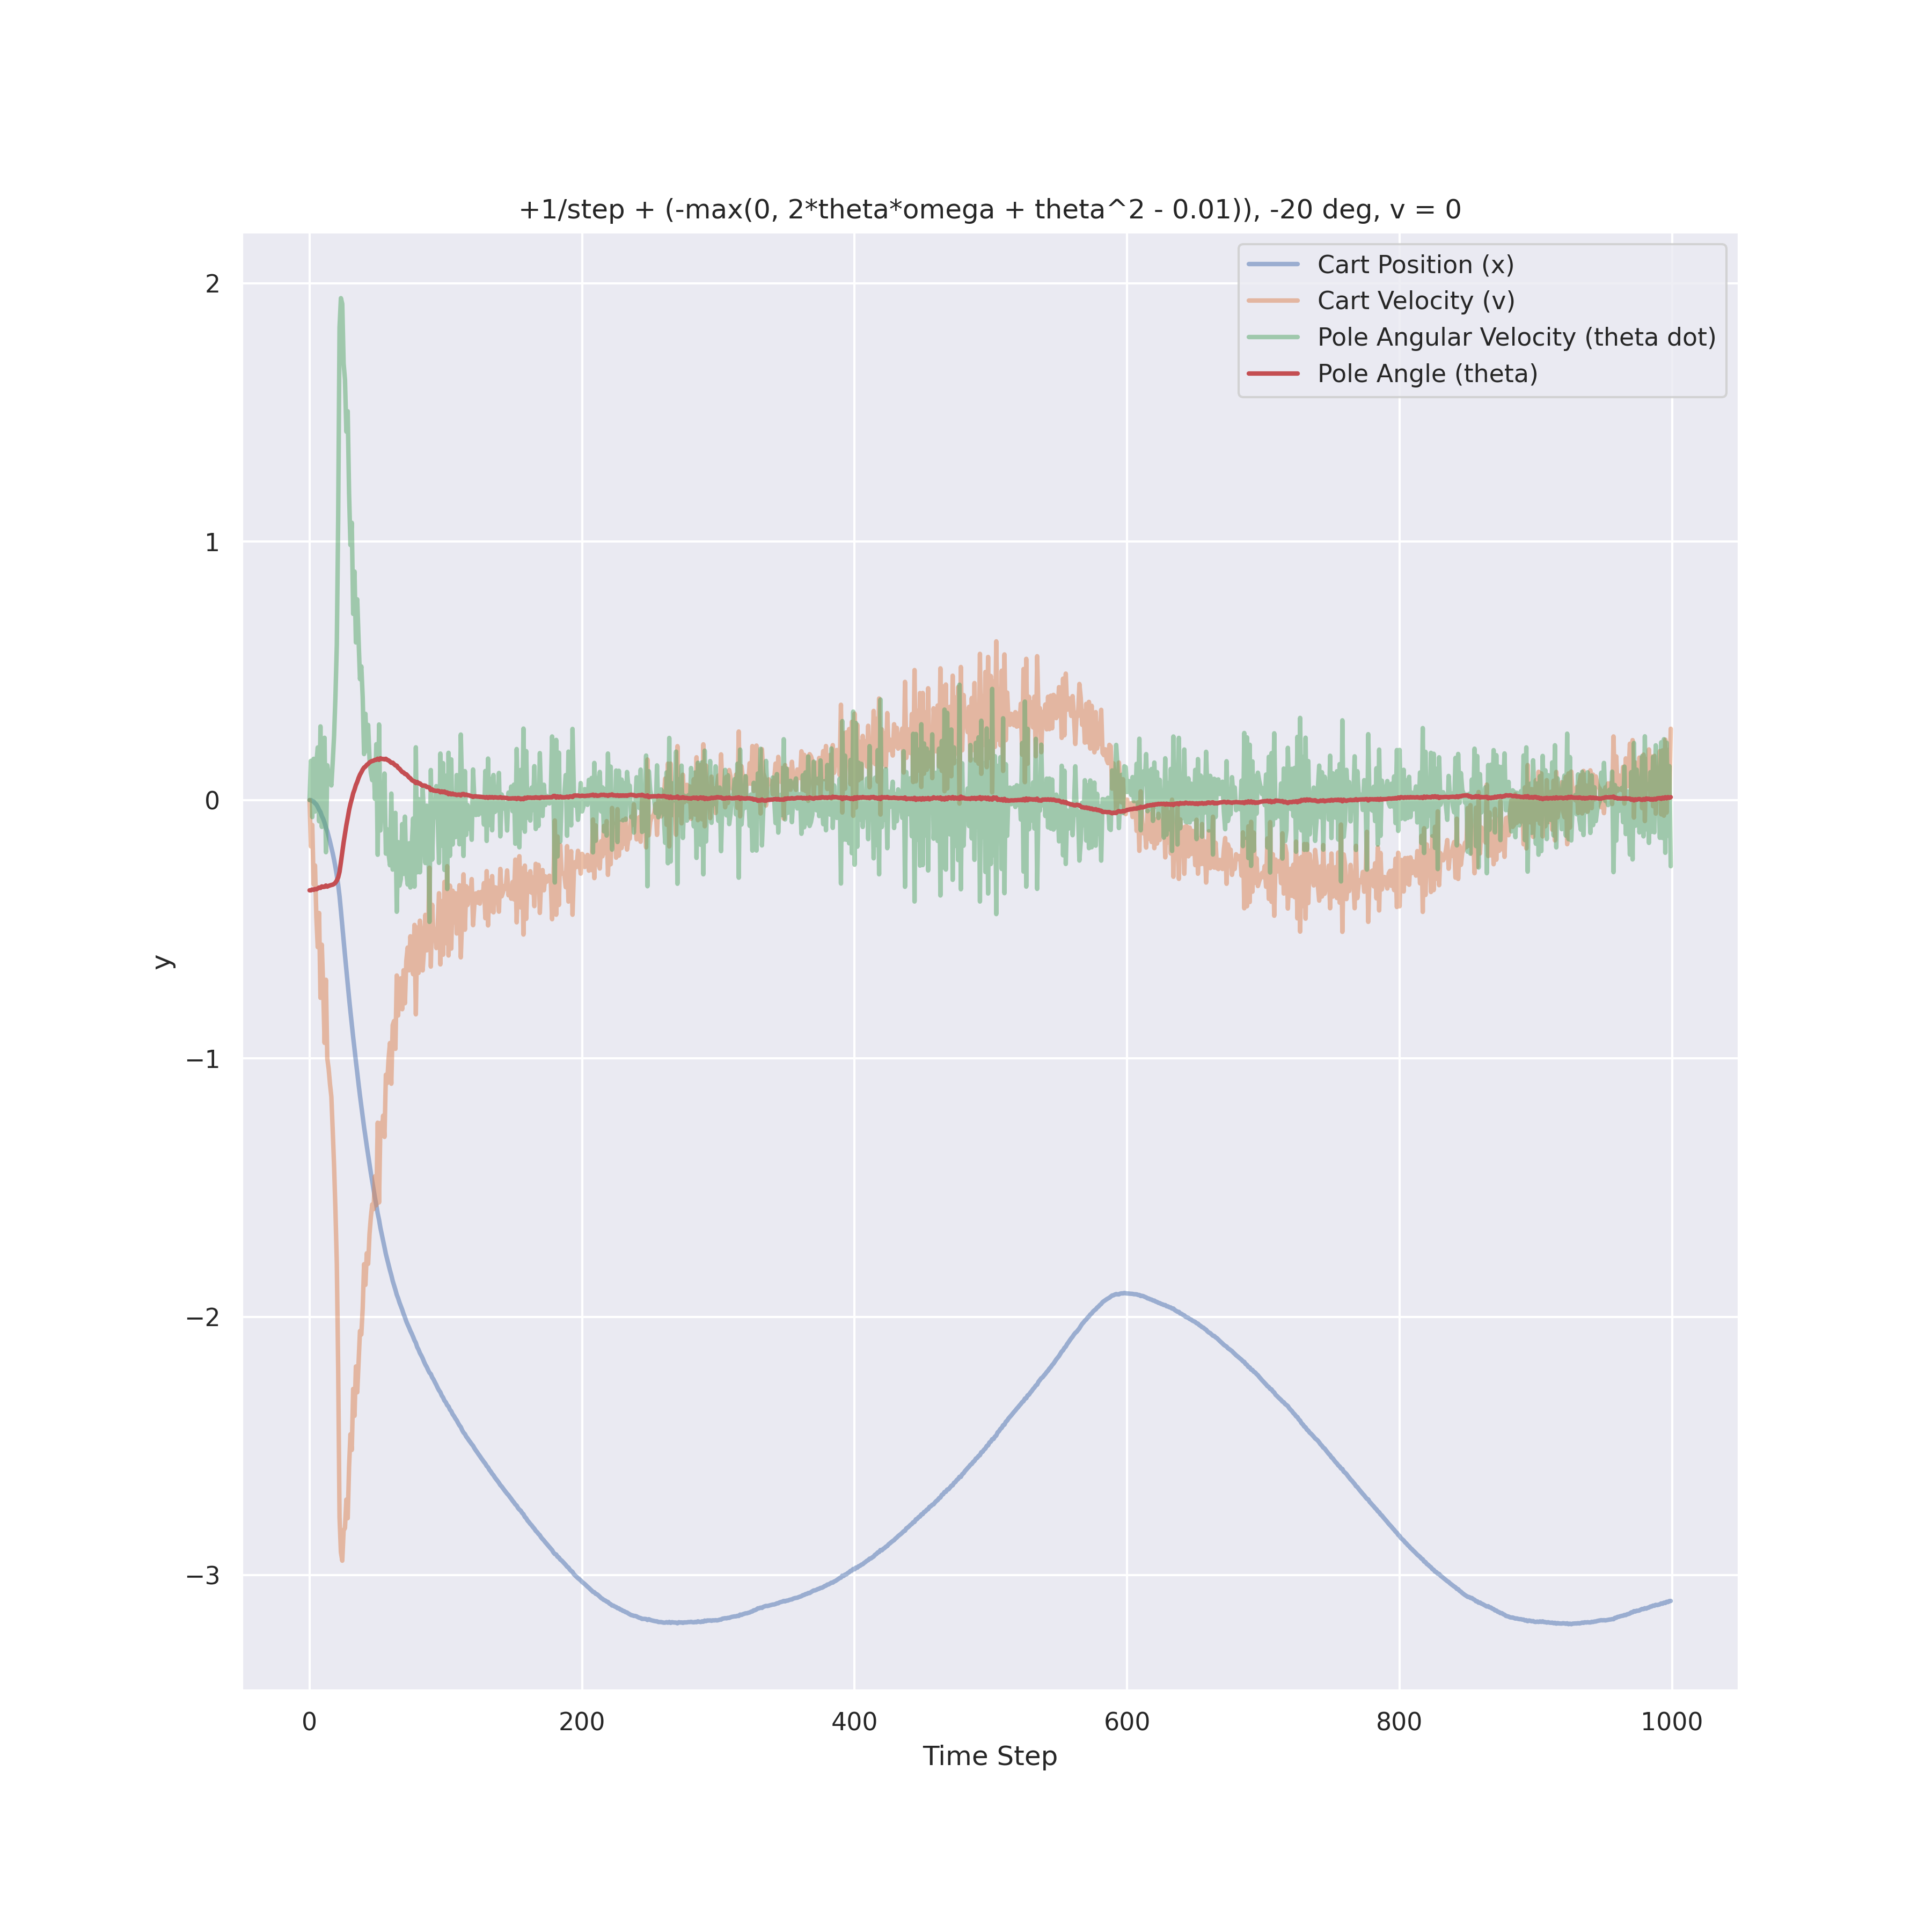 +1/step + (-max(0, 2*theta*omega + theta^2 - 0.01)), -20 deg, v = 0
Cart Position (x)
Cart Velocity (v)
Pole Angular Velocity (theta dot)
Pole Angle (theta)
2
1
0
−1
−2
−3
y
0 200 400 600 800 1000
Time Step